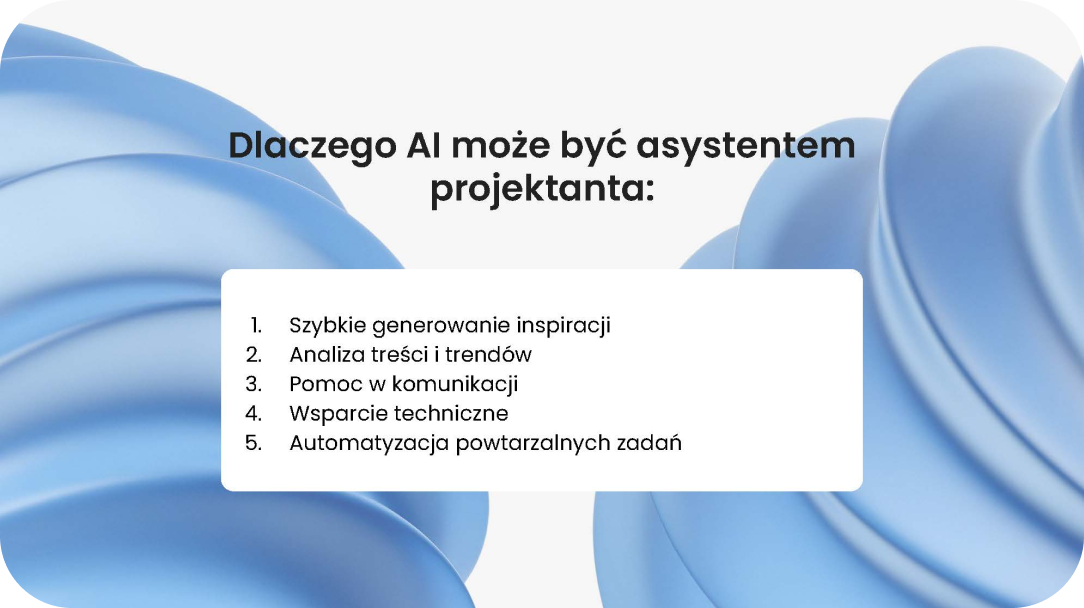 Dlaczego AI może być asystentem
projektanta:
1. Szybkie generowanie inspiracji
2. Analiza treści i trendów
3. Pomoc w komunikacji
4. Wsparcie techniczne
5. Automatyzacja powtarzalnych zadań